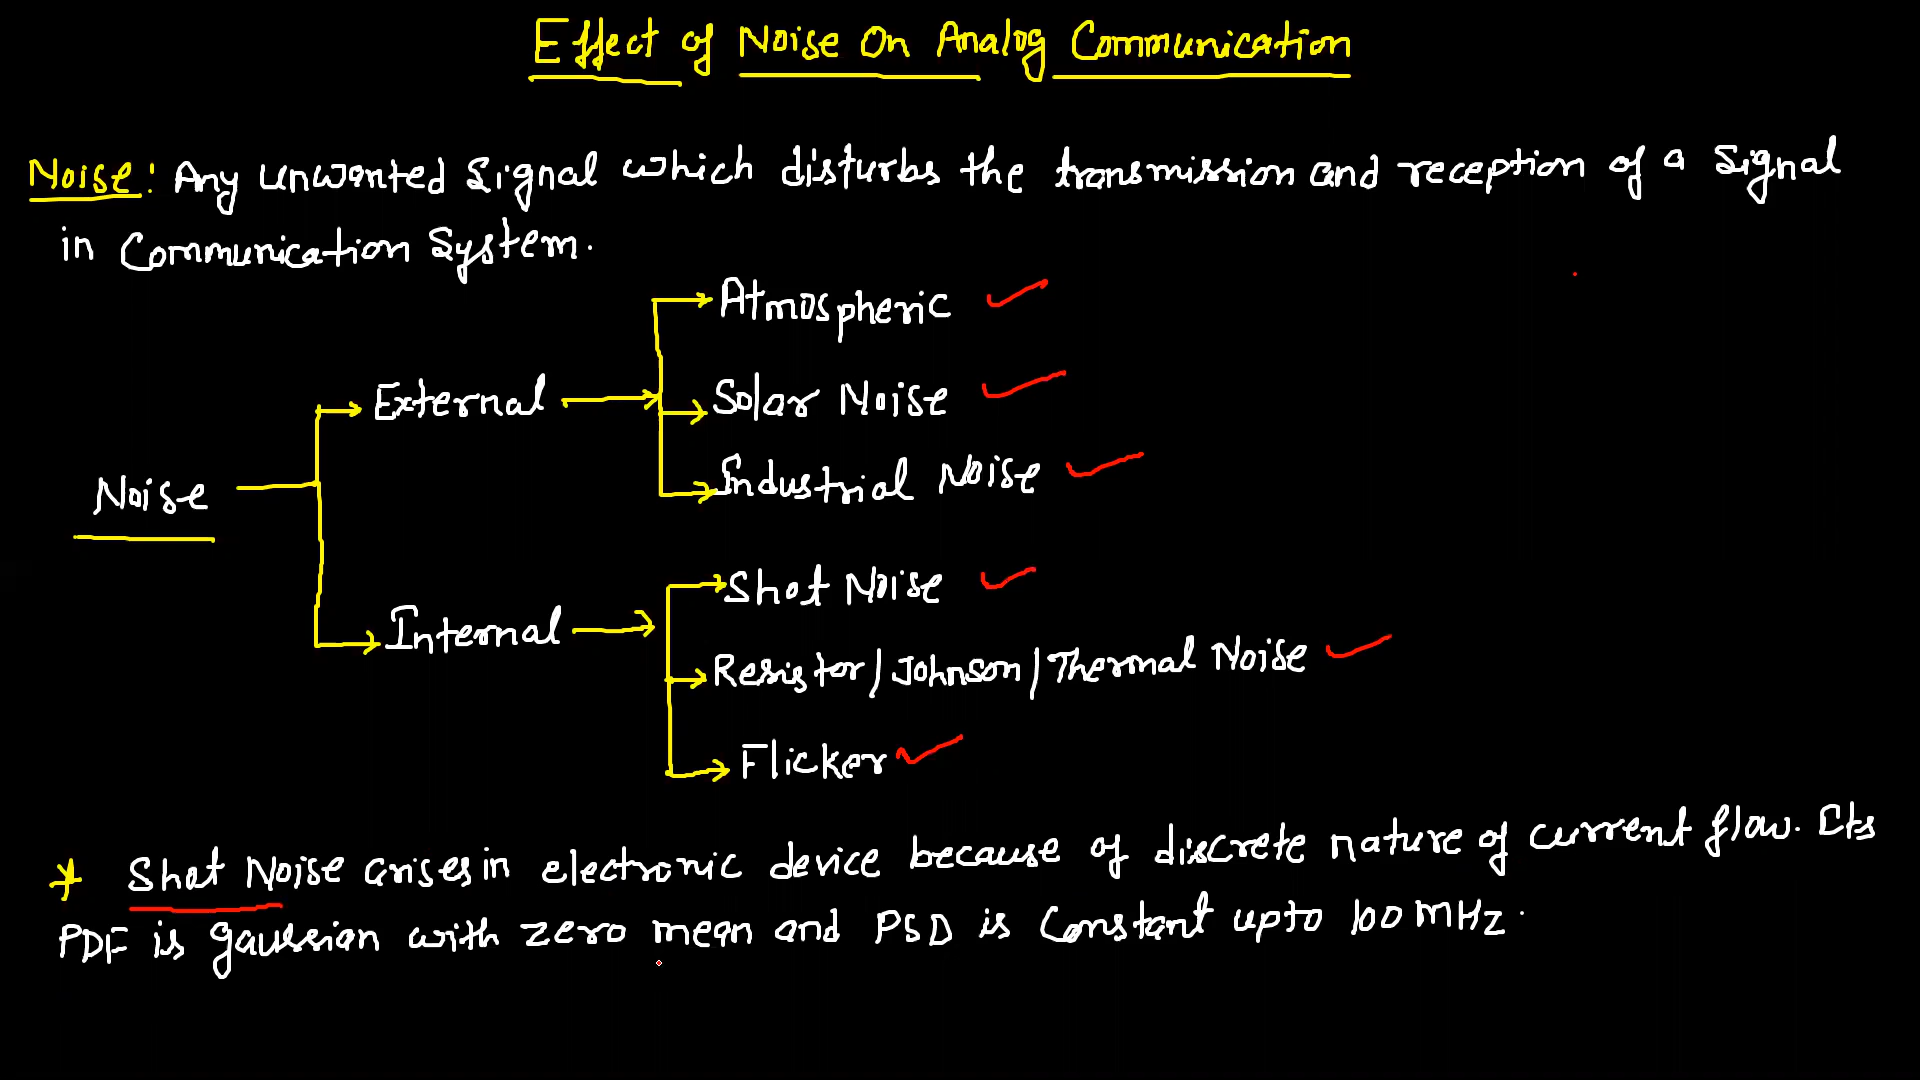 Effect of Noise On Analog Communication
Noise: Any unwanted Signal which disturbs the transmission and reception of a Signal
in Communication System.
Atmospheric
External
Solar Noise
Industrial Noise
Noise
Shot Noise
Internal
Resistor/Johnson/Thermal Noise
Flicker
* Shot Noise arises in electronic device because of discrete nature of current flow. Its
PDF is gaussian with zero mean and PSD is Constant upto 100 MHz.